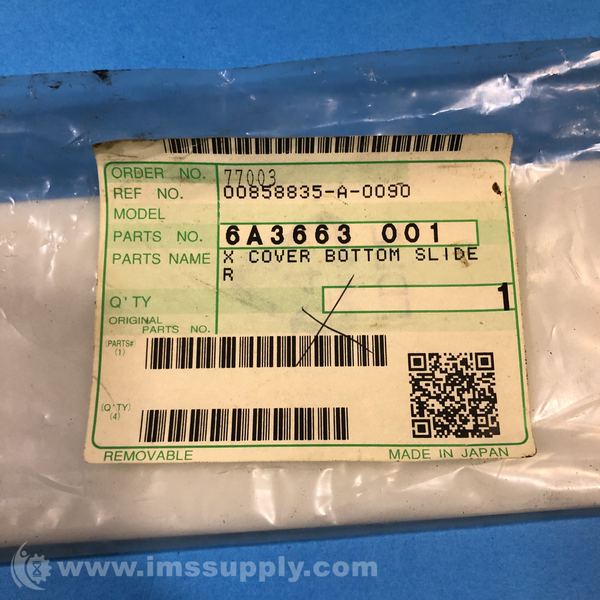 ORDER NO. 77003
REF NO. 00858835-A-0090
MODEL
PARTS NO. 6A3663 001
PARTS NAME X COVER BOTTOM SLIDE
R
Q'TY 1
ORIGINAL
PARTS NO.
(PARTS#)
(1)
(Q'TY)
(4)
REMOVABLE MADE IN JAPAN
www.imssupply.com